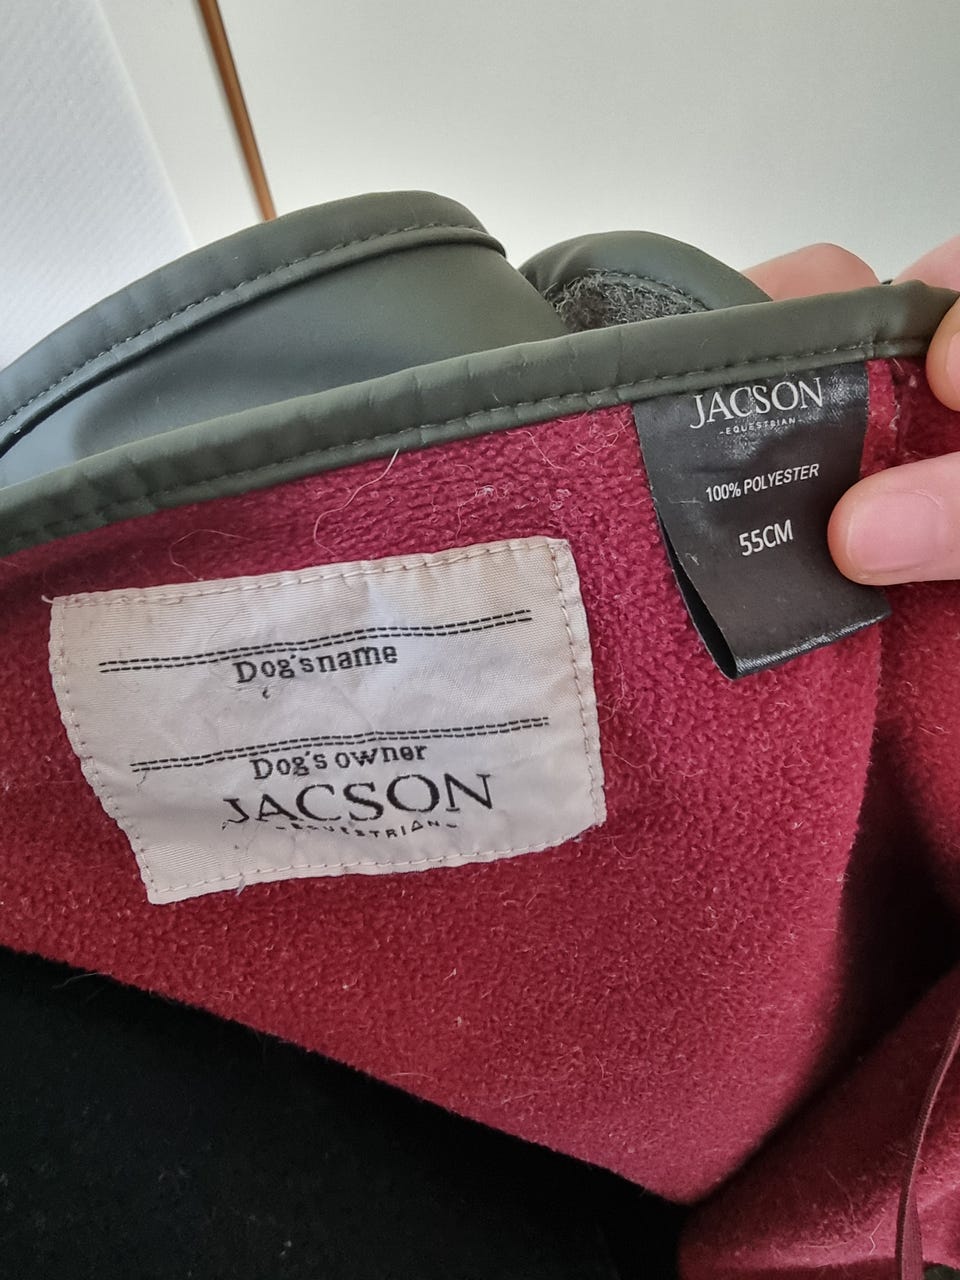 JACSON
-EQUESTRIAN-
100% POLYESTER
55CM
Dog's name
Dog's owner
JACSON
-EQUESTRIAN-